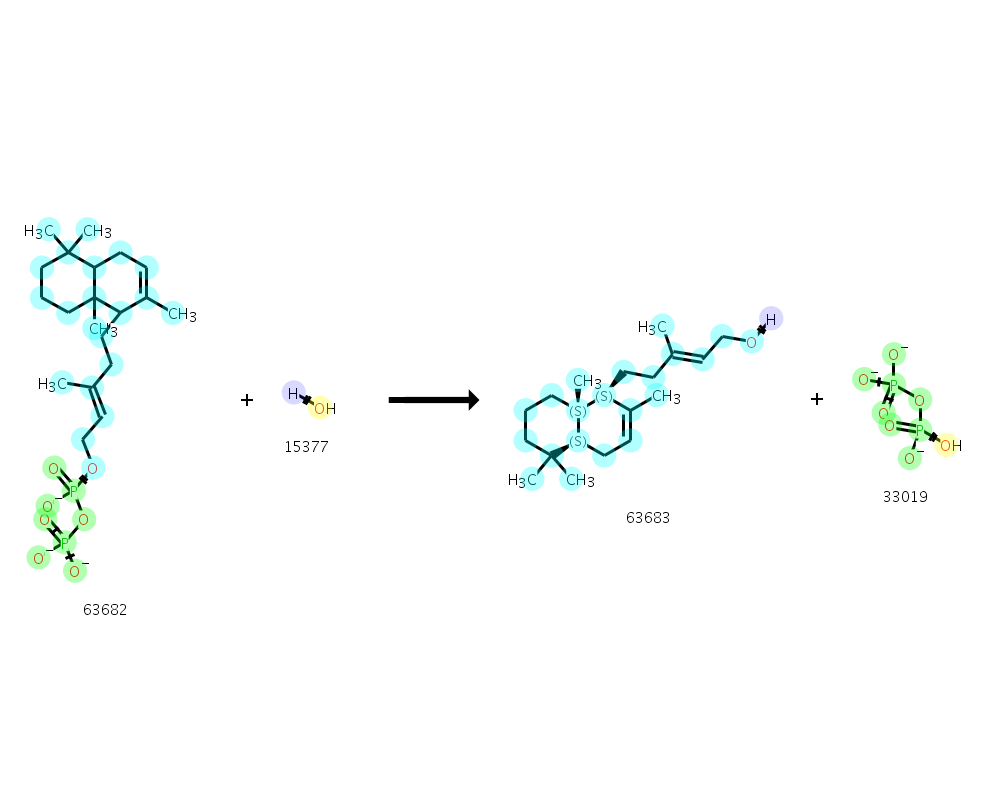 H₃C CH₃
CH₃
CH₃
H₃C
O
O P
O⁻
O O
P
O⁻
O⁻
63682
+
H
OH
15377
H
H₃C
O
CH₃
(S)
CH₃
(S)
(S)
H₃C CH₃
63683
+
O⁻
O⁻
P
O
O
O
P
OH
O⁻
33019